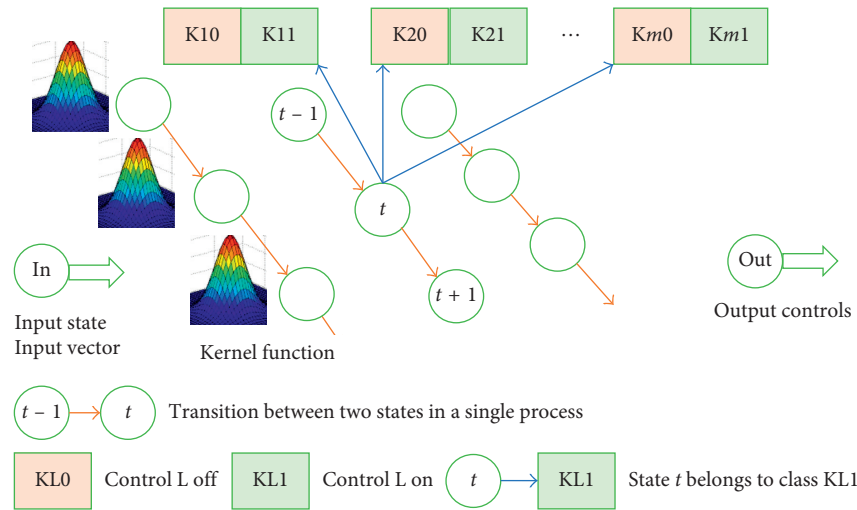 K10 K11 K20 K21 ... Km0 Km1
t – 1
t
t + 1
In
Out
Input state
Input vector
Kernel function
Output controls
t – 1 t Transition between two states in a single process
KL0 Control L off KL1 Control L on t KL1 State t belongs to class KL1